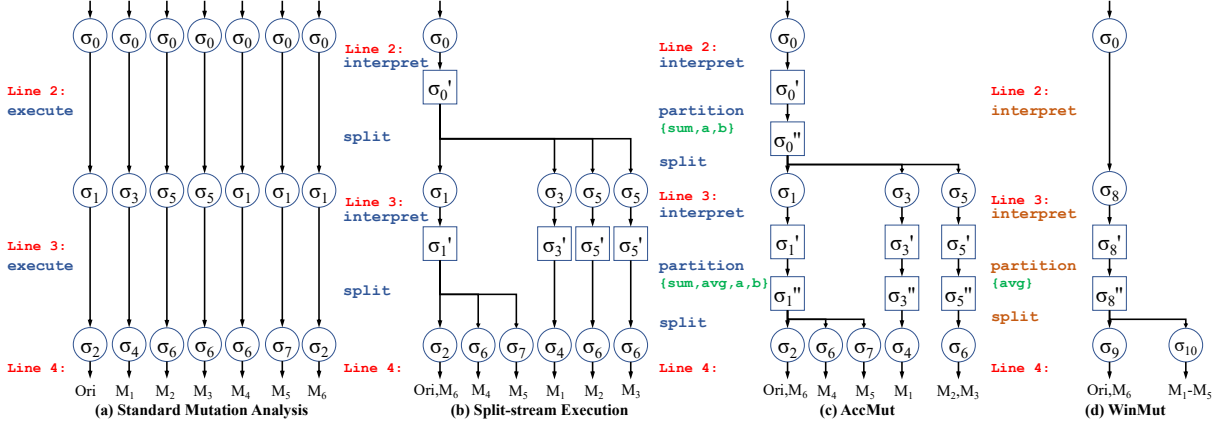 σ0 σ0 σ0 σ0 σ0 σ0 σ0 σ0 σ0 σ0
Line 2: interpret
Line 2: interpret
Line 2: execute
Line 2: interpret
σ0' σ0'
partition {sum,a,b}
split
σ0''
split
σ1 σ3 σ5 σ5 σ1 σ1 σ1 σ1 σ3 σ5 σ5 σ1 σ3 σ5 σ8
Line 3: interpret
Line 3: interpret
Line 3: interpret
Line 3: execute
σ1' σ3' σ5' σ5' σ1' σ3' σ5' σ8'
split
partition {sum,avg,a,b}
partition {avg}
σ1'' σ3'' σ5'' σ8''
split
split
σ2 σ4 σ6 σ6 σ6 σ7 σ2 σ2 σ6 σ7 σ4 σ6 σ6 σ2 σ6 σ7 σ4 σ6 σ9 σ10
Line 4: Line 4: Line 4: Line 4:
Ori M1 M2 M3 M4 M5 M6 Ori,M6 M4 M5 M1 M2 M3 Ori,M6 M4 M5 M1 M2,M3 Ori,M6 M1-M5
(a) Standard Mutation Analysis (b) Split-stream Execution (c) AccMut (d) WinMut